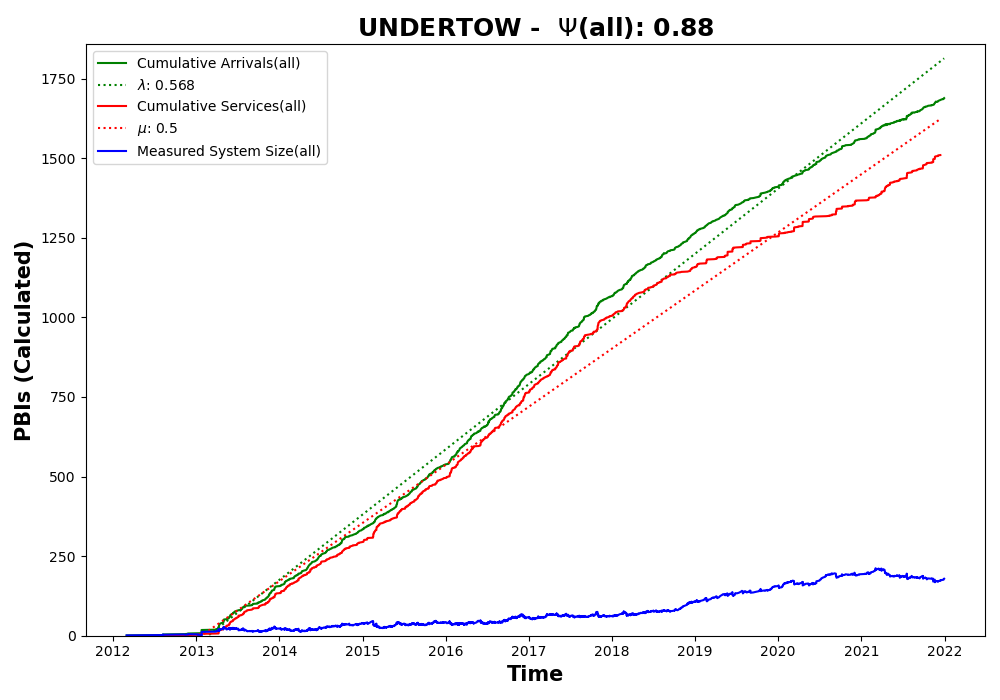 UNDERTOW - Ψ(all): 0.88
Cumulative Arrivals(all)
λ: 0.568
Cumulative Services(all)
μ: 0.5
Measured System Size(all)
PBIs (Calculated)
1750
1500
1250
1000
750
500
250
0
2012 2013 2014 2015 2016 2017 2018 2019 2020 2021 2022
Time